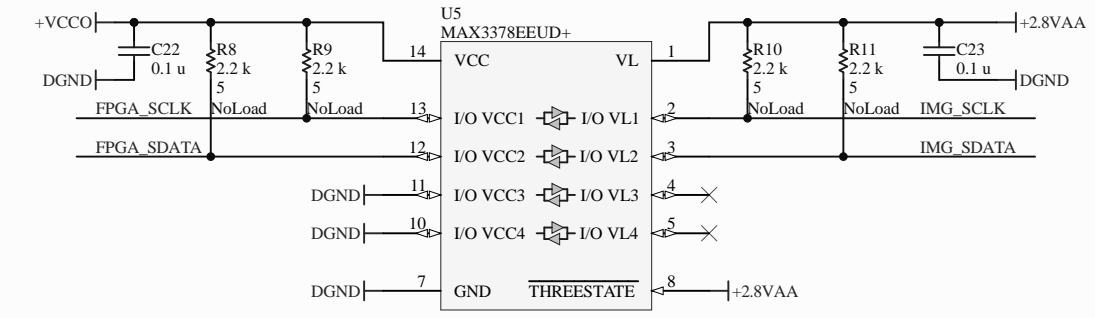 U5
MAX3378EEUD+
+VCCO
C22
0.1 u
DGND
R8
2.2 k
5
NoLoad
R9
2.2 k
5
NoLoad
14
VCC
VL
1
R10
2.2 k
5
NoLoad
R11
2.2 k
5
NoLoad
C23
0.1 u
+2.8VAA
DGND
FPGA_SCLK
13
I/O VCC1
I/O VL1
2
IMG_SCLK
FPGA_SDATA
12
I/O VCC2
I/O VL2
3
IMG_SDATA
DGND
11
I/O VCC3
I/O VL3
4
DGND
10
I/O VCC4
I/O VL4
5
DGND
7
GND
THREESTATE
8
+2.8VAA